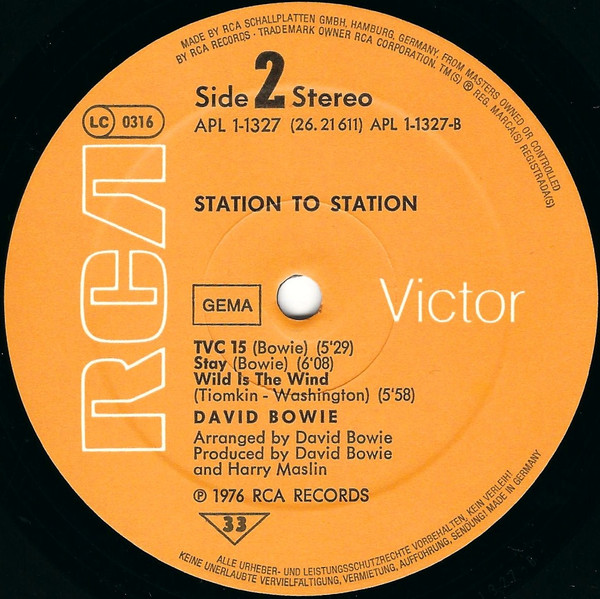 MADE BY RCA SCHALLPLATTEN GMBH, HAMBURG, GERMANY, FROM MASTERS OWNED OR CONTROLLED
BY RCA RECORDS · TRADEMARK OWNER RCA CORPORATION. TM(S) ® REG. MARCA(S) REGISTRADA(S)
Side 2 Stereo
LC 0316
APL 1-1327 (26.21611) APL 1-1327-B
STATION TO STATION
RCA
GEMA
Victor
TVC 15 (Bowie) (5'29)
Stay (Bowie) (6'08)
Wild Is The Wind
(Tiomkin - Washington) (5'58)
DAVID BOWIE
Arranged by David Bowie
Produced by David Bowie
and Harry Maslin
℗ 1976 RCA RECORDS
33
ALLE URHEBER- UND LEISTUNGSSCHUTZRECHTE VORBEHALTEN, KEIN VERLEIH!
KEINE UNERLAUBTE VERVIELFÄLTIGUNG, VERMIETUNG, AUFFÜHRUNG, SENDUNG! MADE IN GERMANY